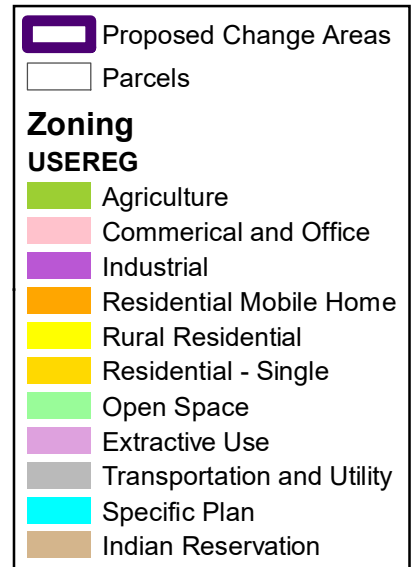 Proposed Change Areas
Parcels
Zoning
USEREG
Agriculture
Commerical and Office
Industrial
Residential Mobile Home
Rural Residential
Residential - Single
Open Space
Extractive Use
Transportation and Utility
Specific Plan
Indian Reservation